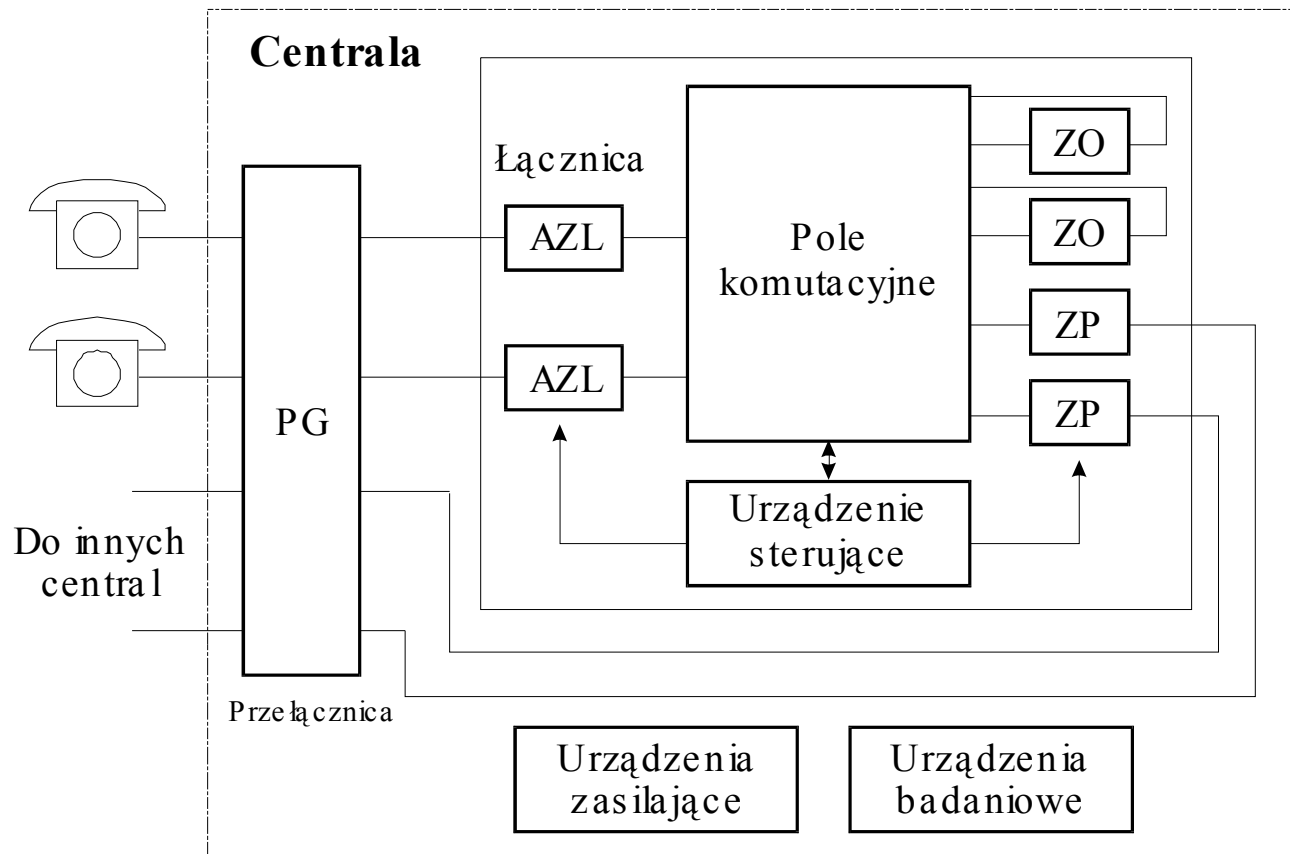 Centrala
Łącznica
AZL
AZL
Pole
komutacyjne
ZO
ZO
ZP
ZP
PG
Urządzenie
sterujące
Do innych
central
Przełącznica
Urządzenia
zasilające
Urządzenia
badaniowe